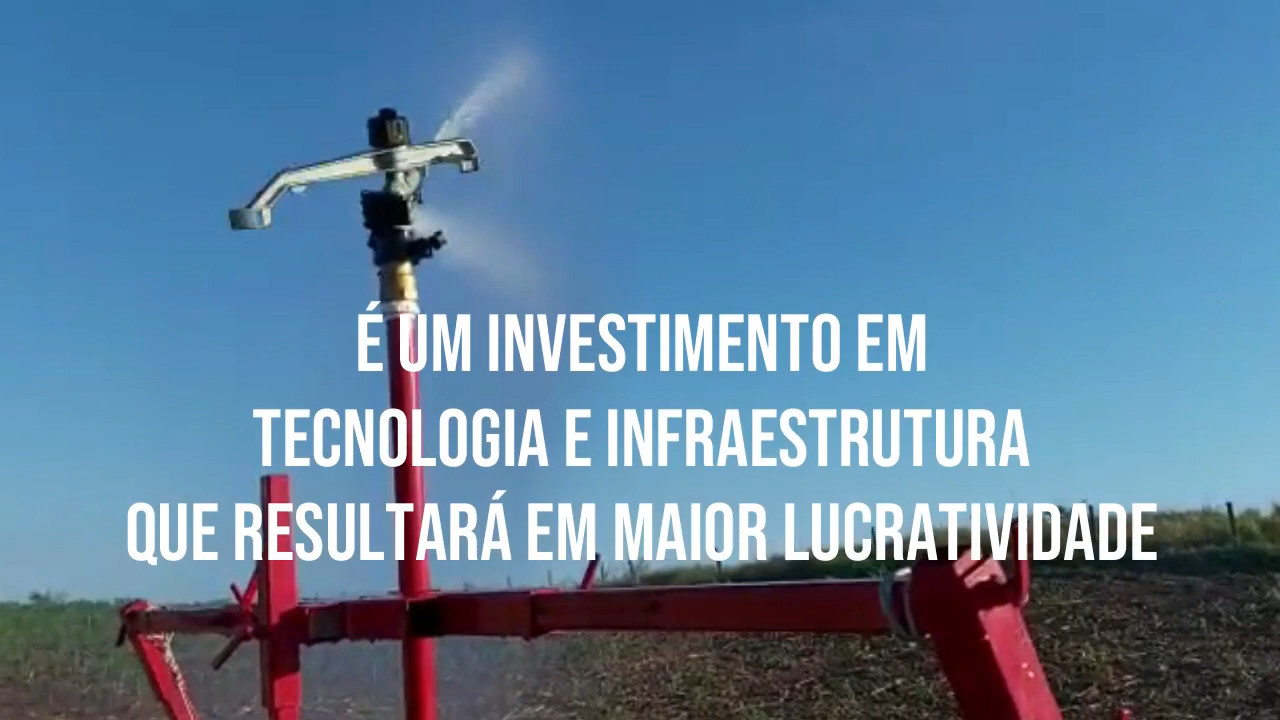 É UM INVESTIMENTO EM
TECNOLOGIA E INFRAESTRUTURA
QUE RESULTARÁ EM MAIOR LUCRATIVIDADE